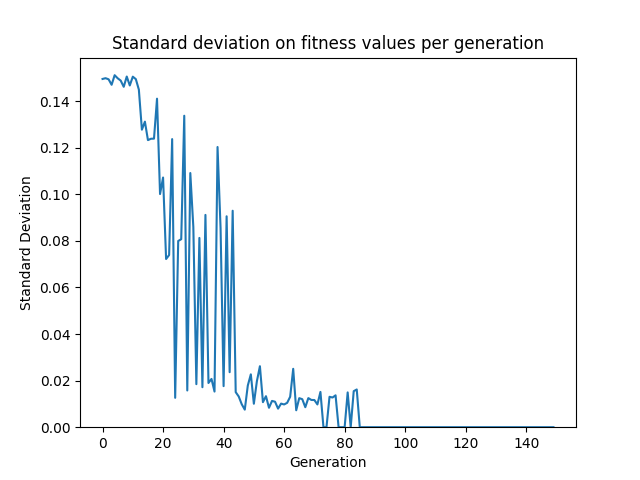 Standard deviation on fitness values per generation
0.14
0.12
0.10
0.08
0.06
0.04
0.02
0.00
Standard Deviation
0 20 40 60 80 100 120 140
Generation